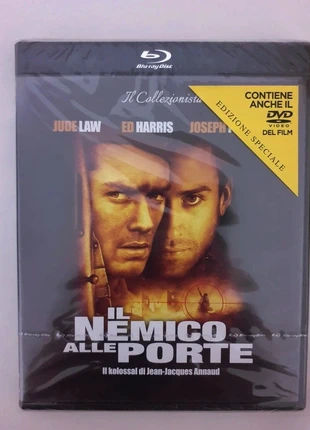 Blu-ray Disc
Il Collezionista
CONTIENE
ANCHE IL
DVD
VIDEO
DEL FILM
EDIZIONE SPECIALE
JUDE LAW ED HARRIS JOSEPH
IL
NEMICO
ALLE PORTE
Il kolossal di Jean-Jacques Annaud